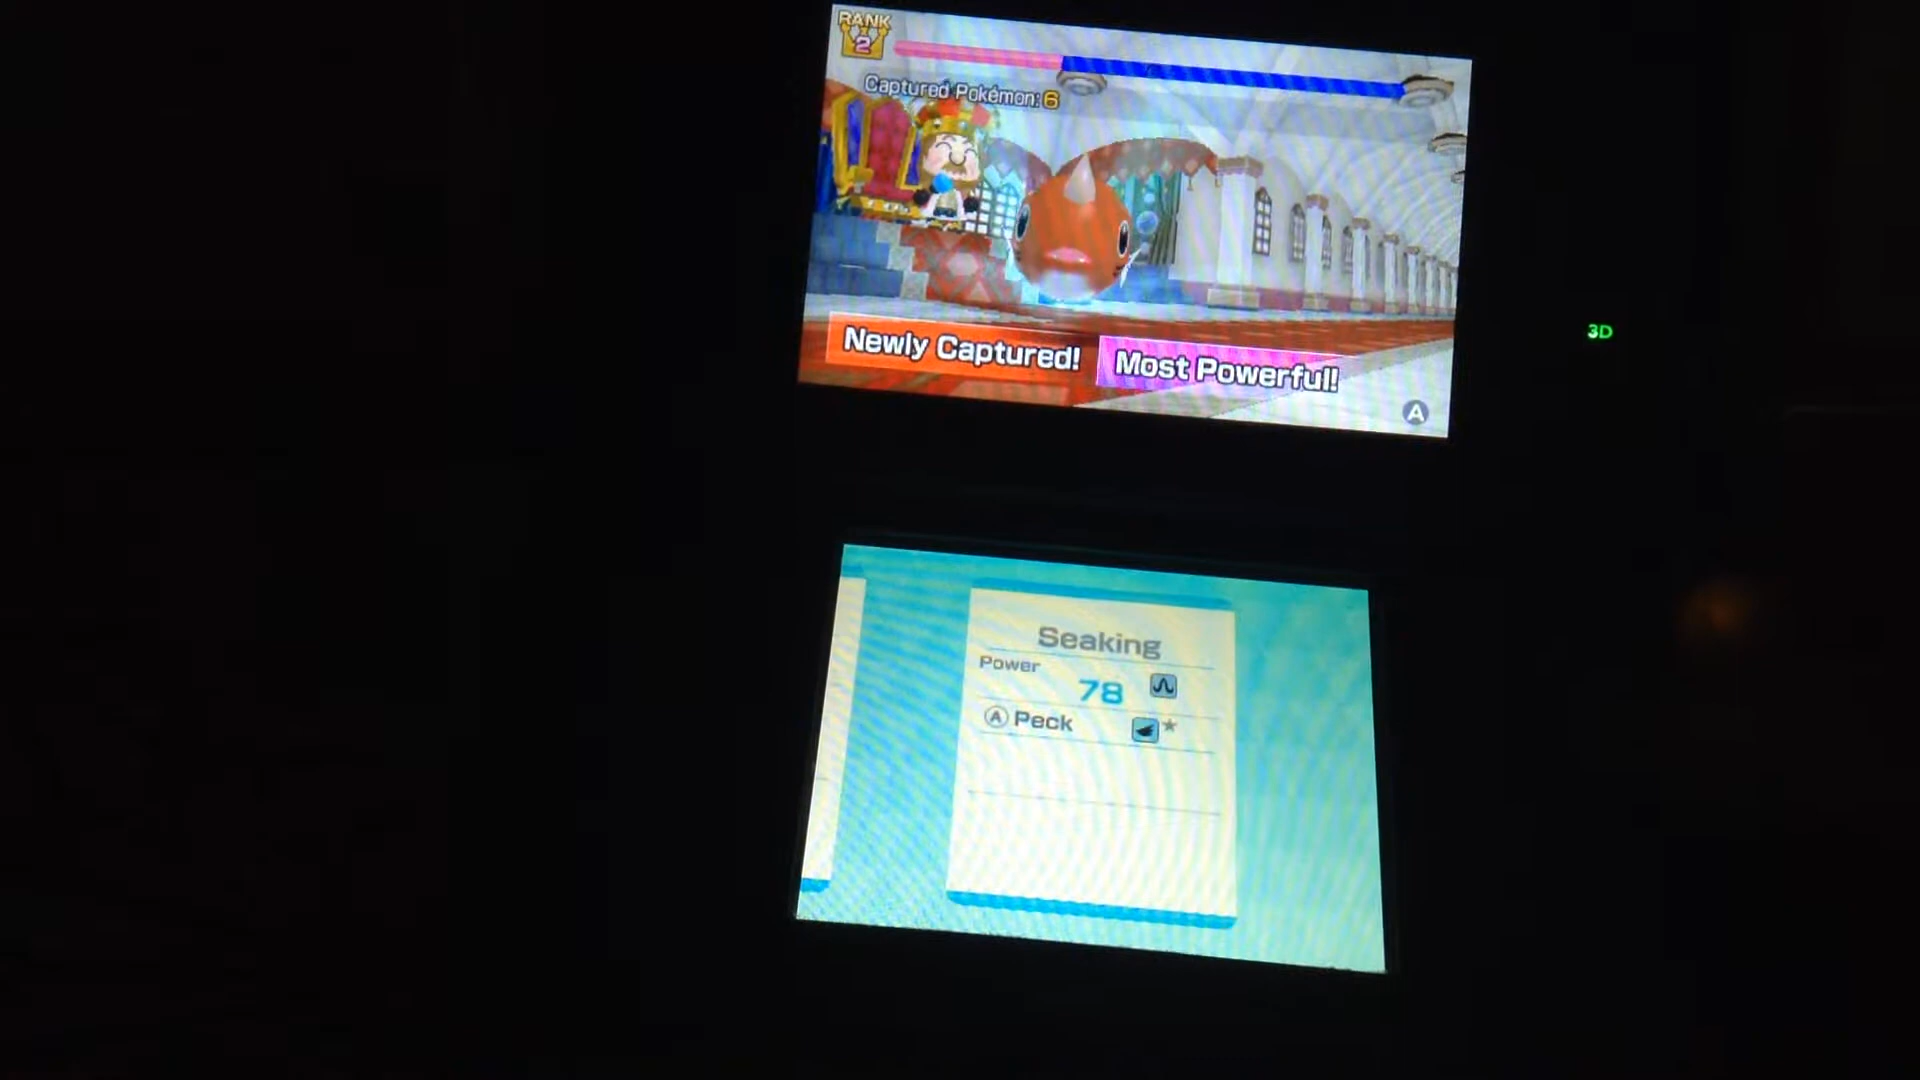 RANK
2
Captured Pokémon: 6
Newly Captured!
Most Powerful!
A
3D
Seaking
Power
78
A Peck